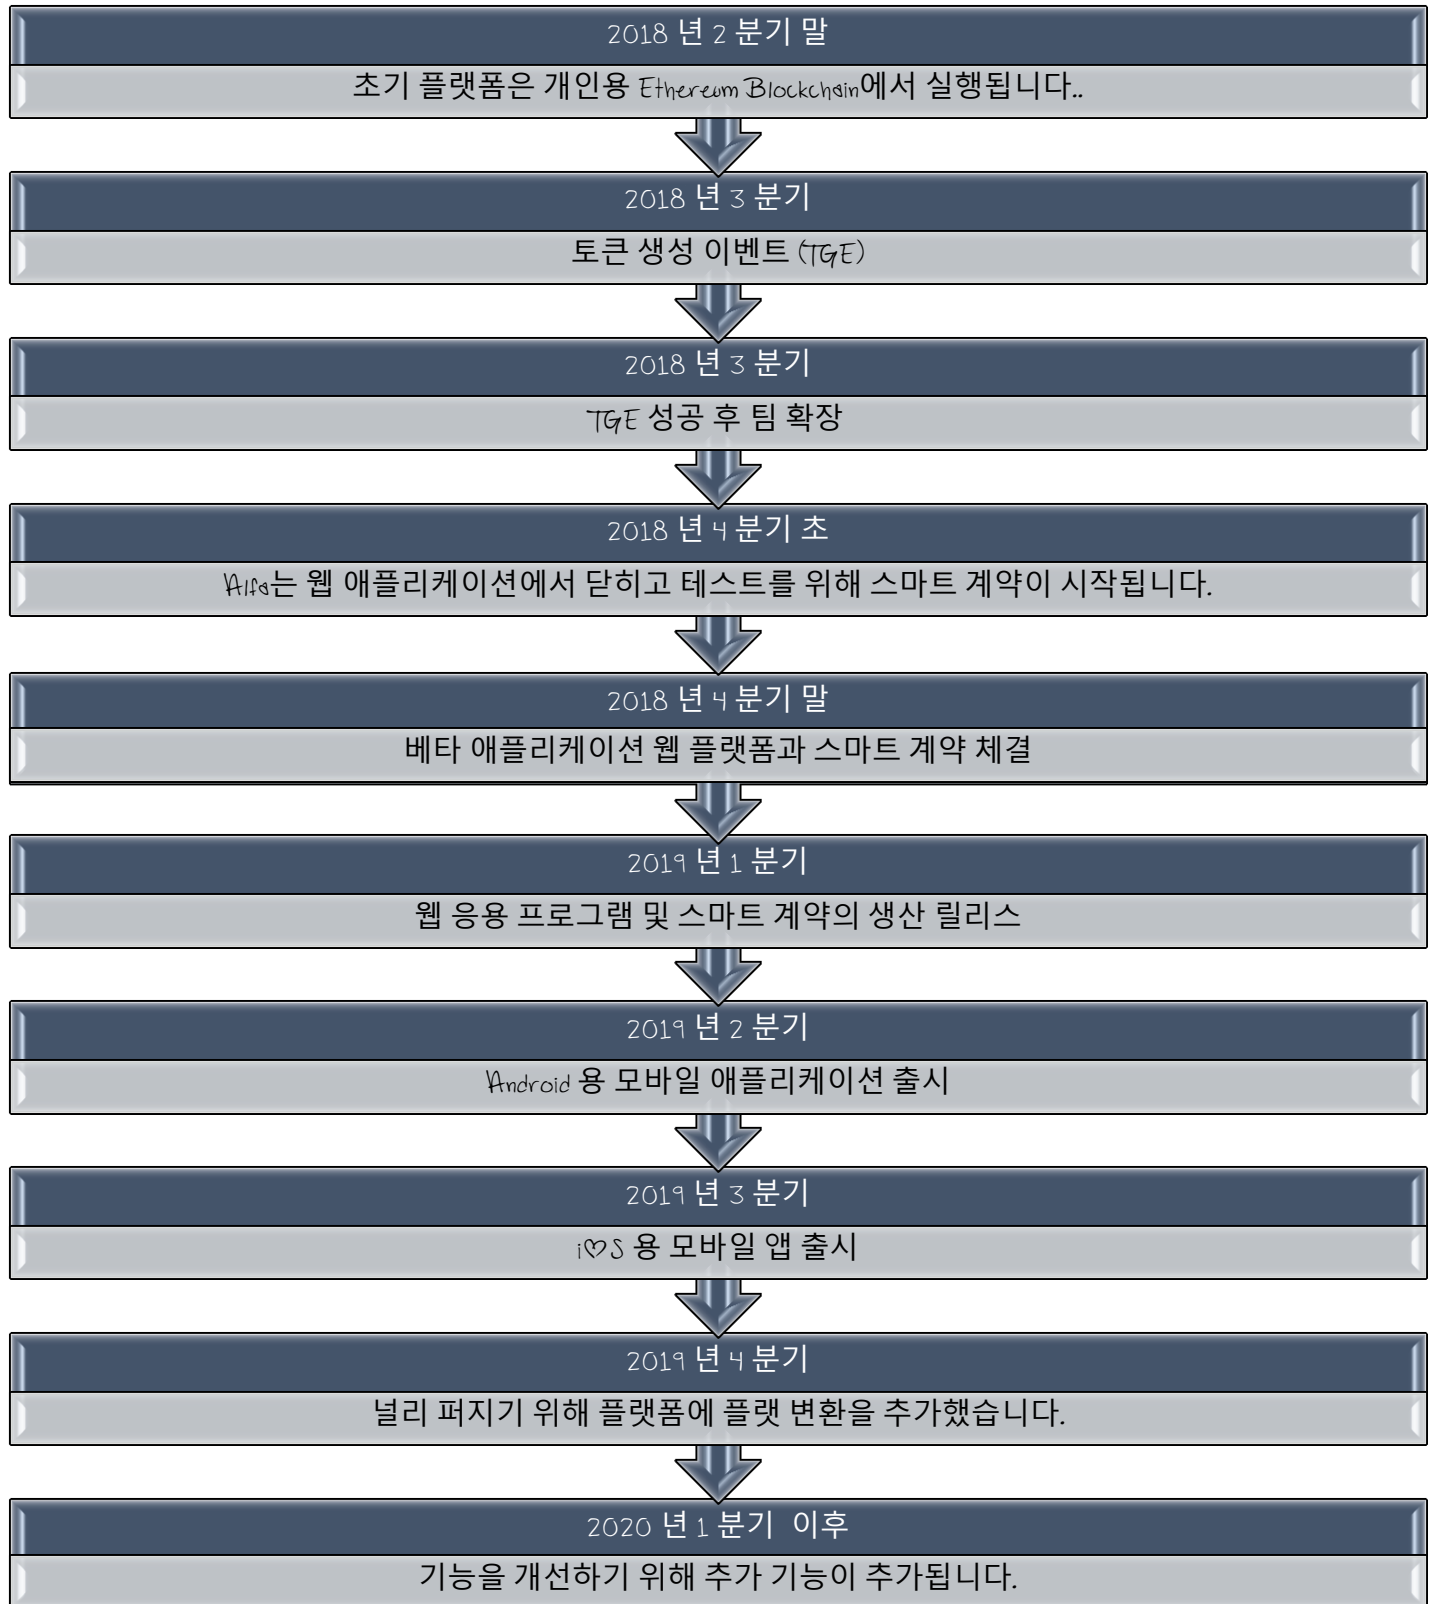 2018 년 2 분기 말
초기 플랫폼은 개인용 Ethereum Blockchain에서 실행됩니다..
2018 년 3 분기
토큰 생성 이벤트 (TGE)
2018 년 3 분기
TGE 성공 후 팀 확장
2018 년 4 분기 초
Alfa는 웹 애플리케이션에서 닫히고 테스트를 위해 스마트 계약이 시작됩니다.
2018 년 4 분기 말
베타 애플리케이션 웹 플랫폼과 스마트 계약 체결
2019 년 1 분기
웹 응용 프로그램 및 스마트 계약의 생산 릴리스
2019 년 2 분기
Android 용 모바일 애플리케이션 출시
2019 년 3 분기
iOS 용 모바일 앱 출시
2019 년 4 분기
널리 퍼지기 위해 플랫폼에 플랫 변환을 추가했습니다.
2020 년 1 분기 이후
기능을 개선하기 위해 추가 기능이 추가됩니다.